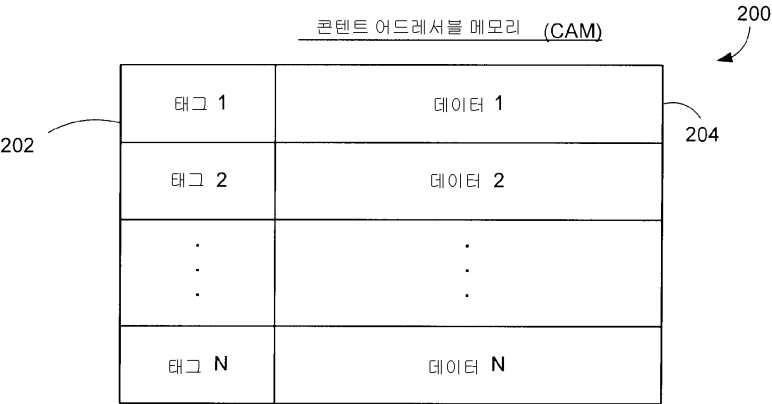 200
콘텐트 어드레서블 메모리 (CAM)
태그 1 데이터 1
202
204
태그 2 데이터 2
태그 N 데이터 N